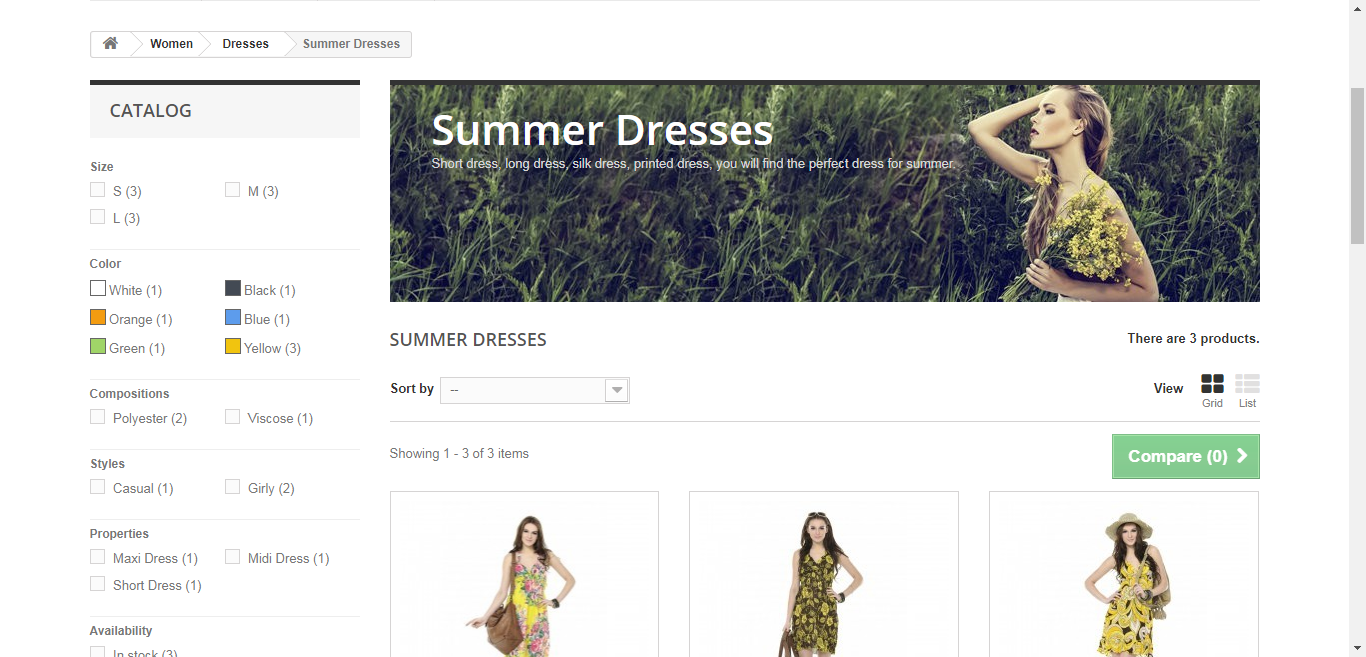 Women Dresses Summer Dresses
CATALOG
Size
S (3) M (3)
L (3)
Color
White (1) Black (1)
Orange (1) Blue (1)
Green (1) Yellow (3)
Compositions
Polyester (2) Viscose (1)
Styles
Casual (1) Girly (2)
Properties
Maxi Dress (1) Midi Dress (1)
Short Dress (1)
Availability
In stock (3)
Summer Dresses
Short dress, long dress, silk dress, printed dress, you will find the perfect dress for summer.
SUMMER DRESSES There are 3 products.
Sort by -- View Grid List
Showing 1 - 3 of 3 items Compare (0)